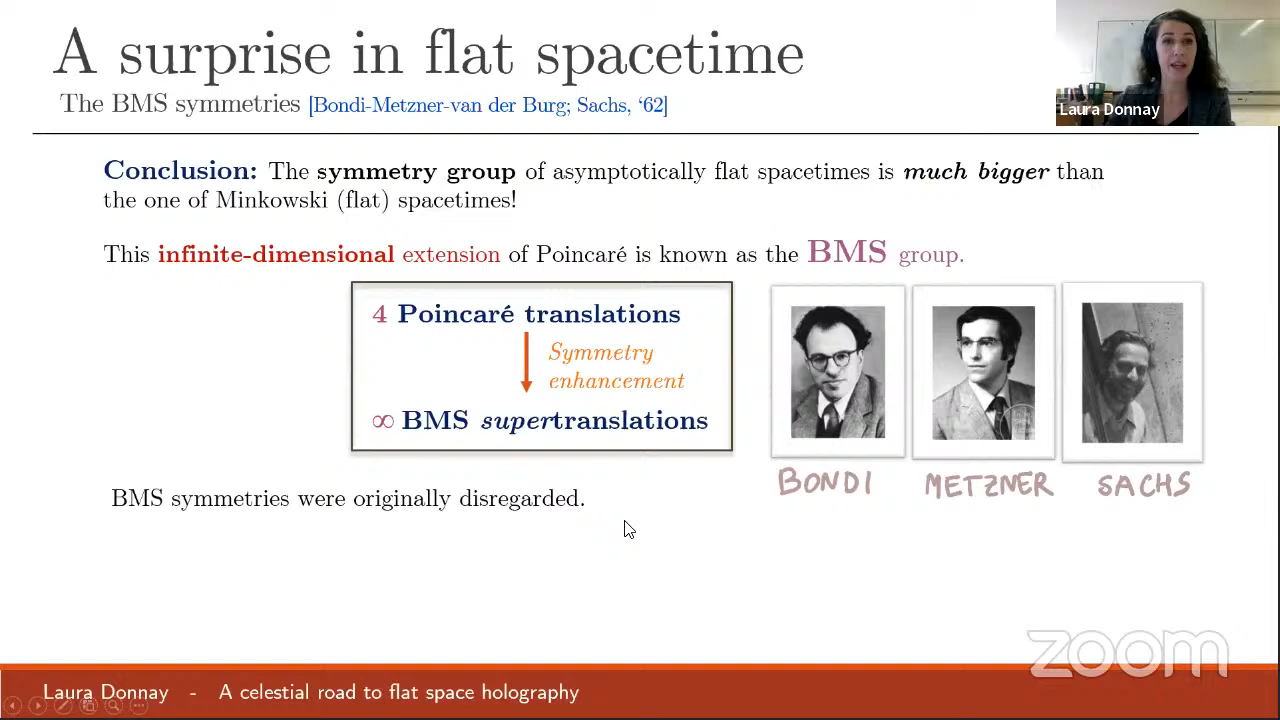 A surprise in flat spacetime
The BMS symmetries [Bondi-Metzner-van der Burg; Sachs, ‘62]
Laura Donnay
Conclusion: The symmetry group of asymptotically flat spacetimes is much bigger than
the one of Minkowski (flat) spacetimes!
This infinite-dimensional extension of Poincaré is known as the BMS group.
4 Poincaré translations
Symmetry
enhancement
∞ BMS supertranslations
BONDI METZNER SACHS
BMS symmetries were originally disregarded.
zoom
Laura Donnay - A celestial road to flat space holography